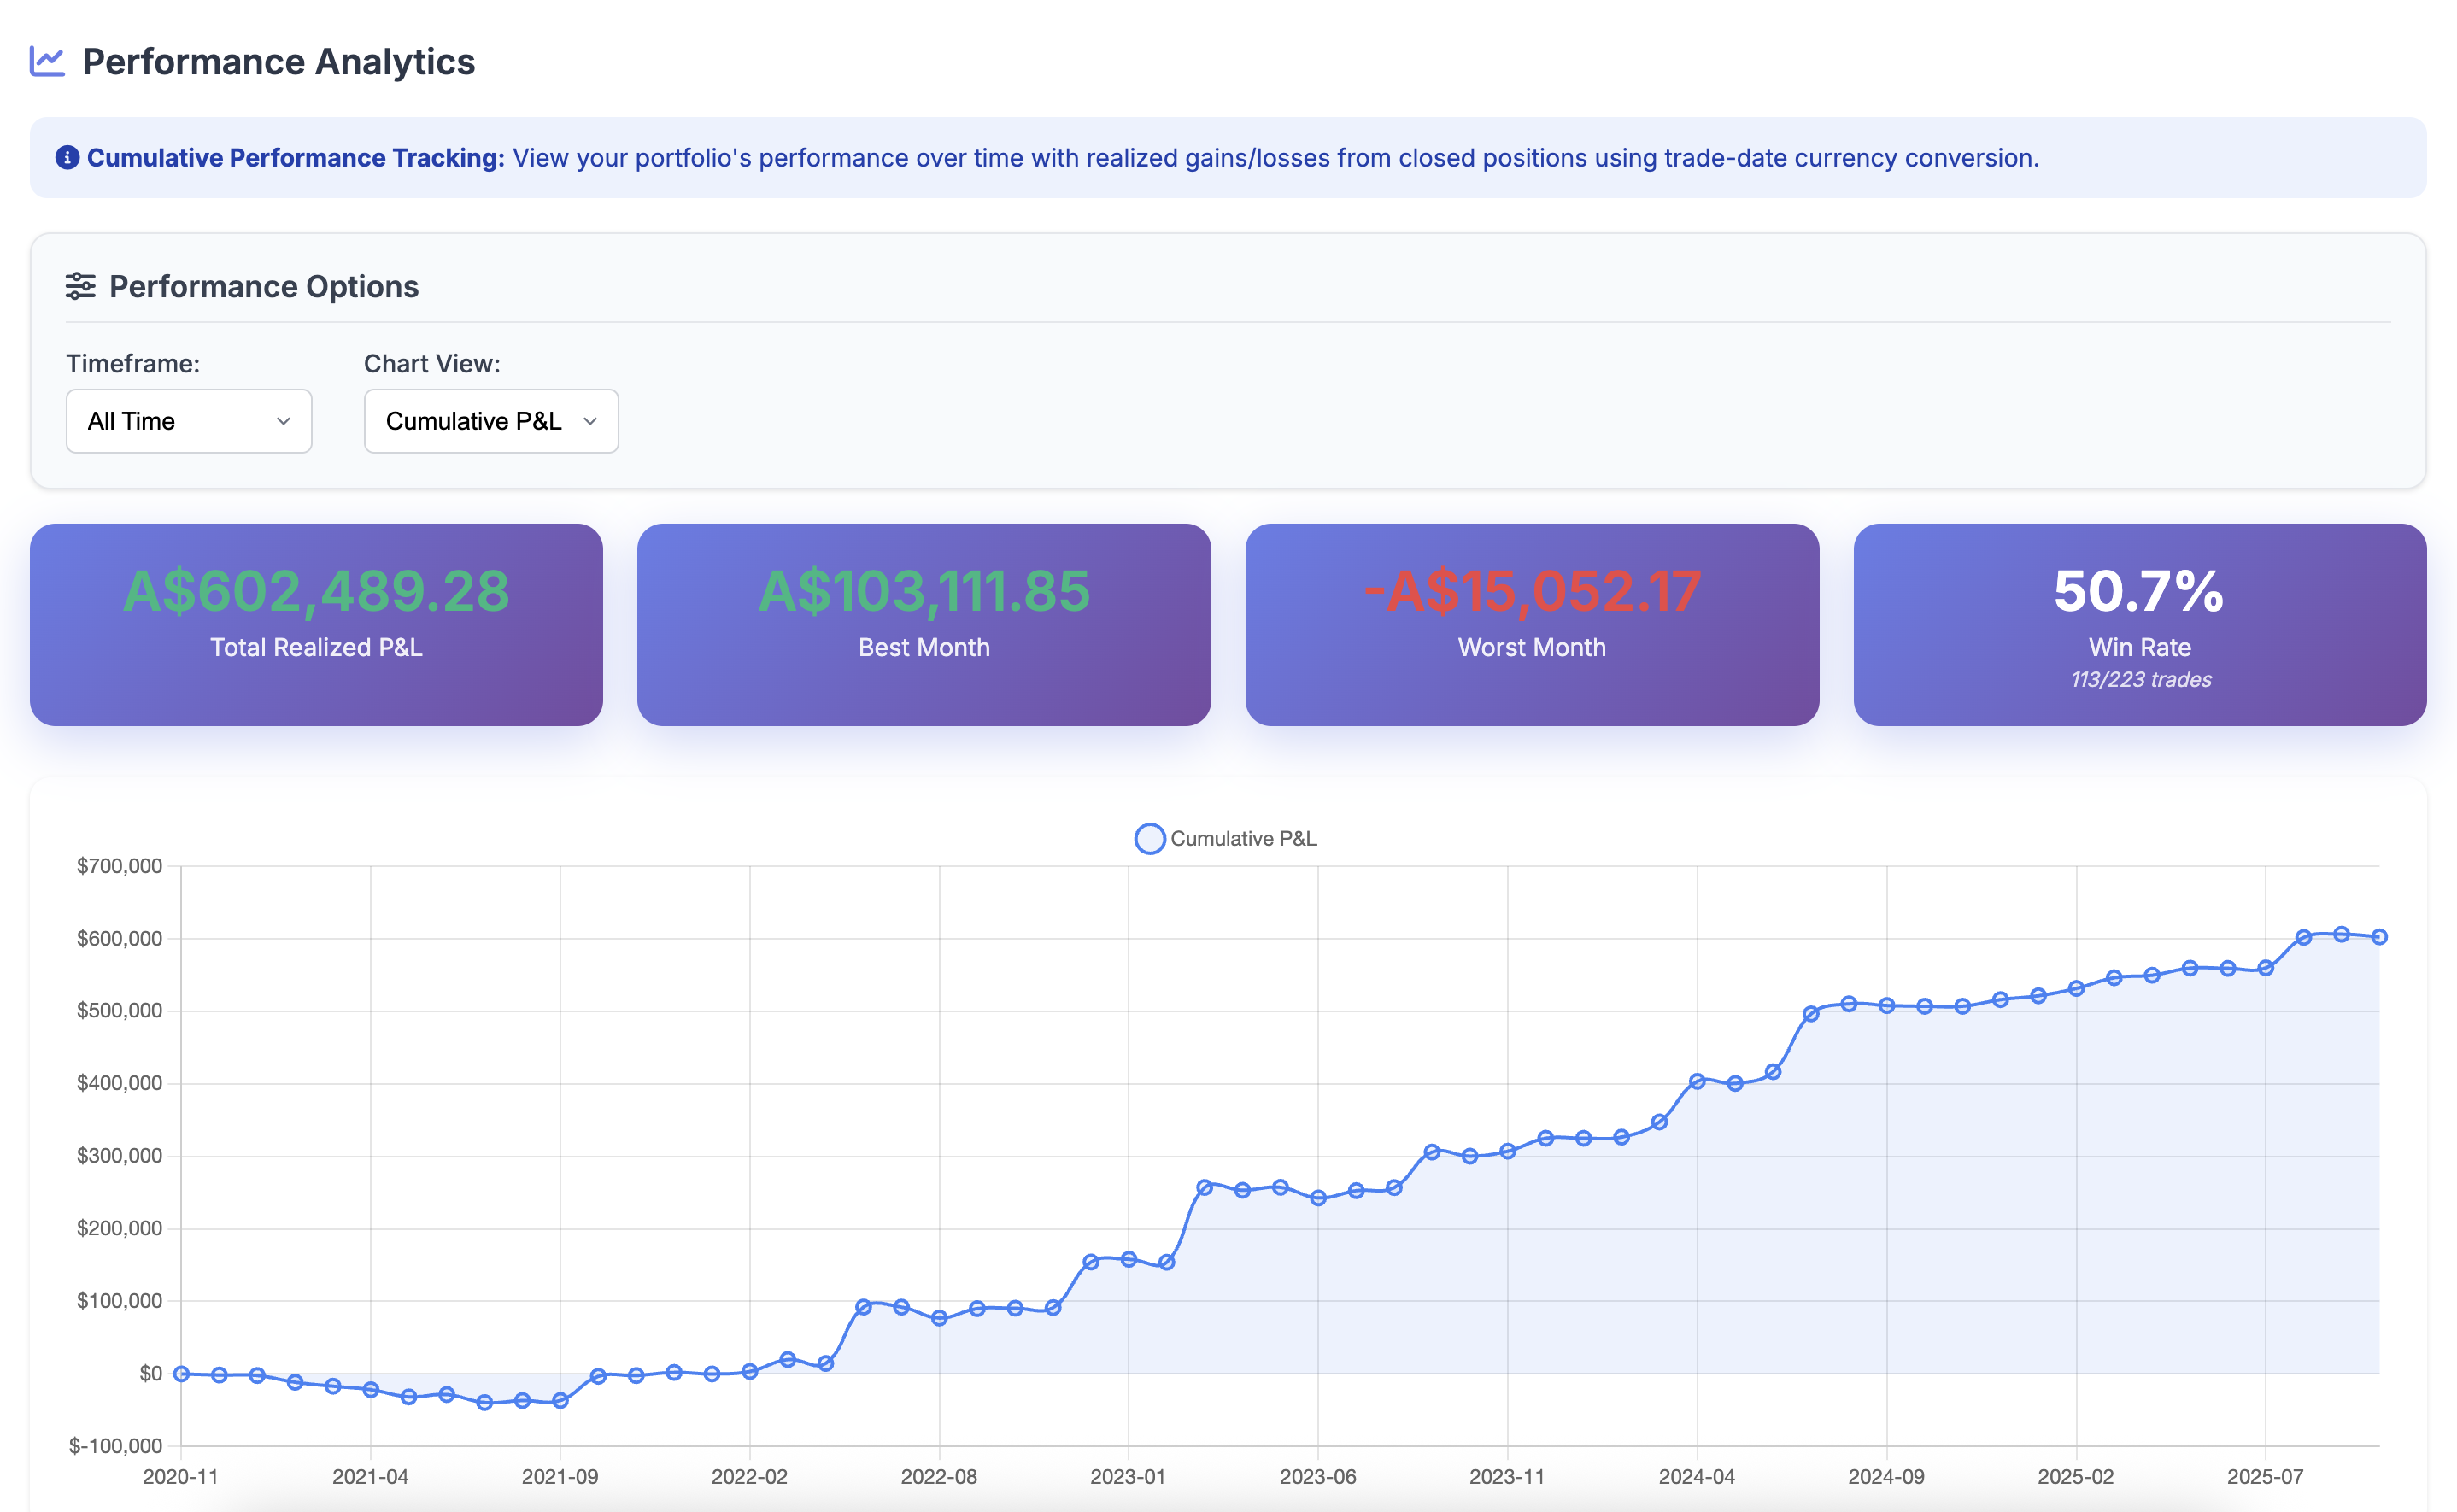 Performance Analytics
Cumulative Performance Tracking: View your portfolio's performance over time with realized gains/losses from closed positions using trade-date currency conversion.
Performance Options
Timeframe:
Chart View:
All Time
Cumulative P&L
A$602,489.28
Total Realized P&L
A$103,111.85
Best Month
-A$15,052.17
Worst Month
50.7%
Win Rate
113/223 trades
Cumulative P&L
$700,000
$600,000
$500,000
$400,000
$300,000
$200,000
$100,000
$0
$-100,000
2020-11
2021-04
2021-09
2022-02
2022-08
2023-01
2023-06
2023-11
2024-04
2024-09
2025-02
2025-07